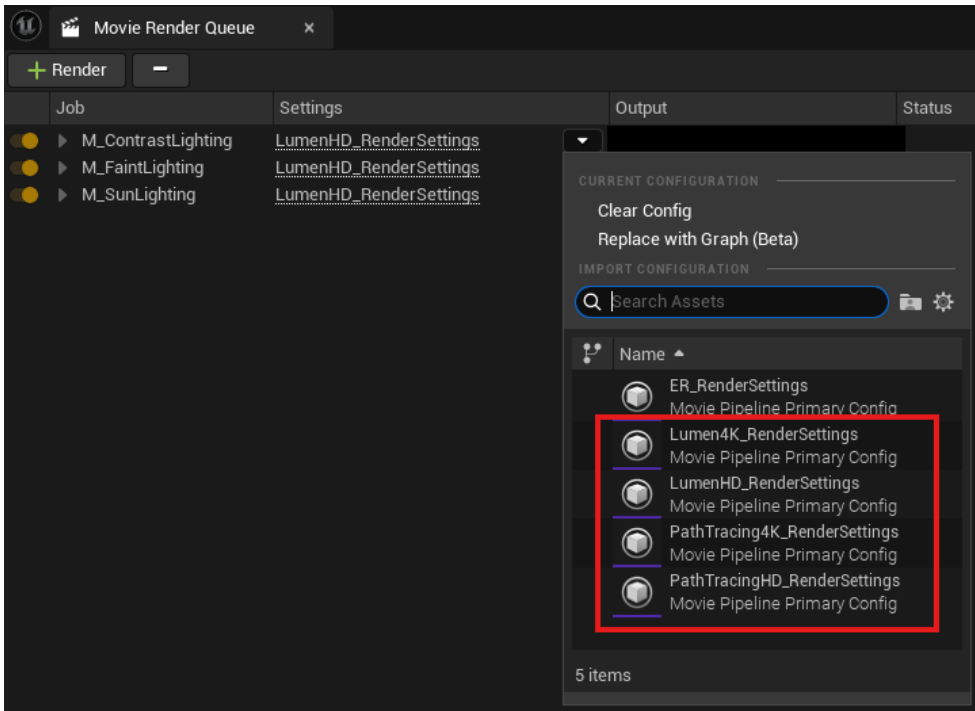 Movie Render Queue
Render
Job Settings Output Status
M_ContrastLighting LumenHD_RenderSettings
M_FaintLighting LumenHD_RenderSettings
M_SunLighting LumenHD_RenderSettings
CURRENT CONFIGURATION
Clear Config
Replace with Graph (Beta)
IMPORT CONFIGURATION
Search Assets
Name
ER_RenderSettings
Movie Pipeline Primary Config
Lumen4K_RenderSettings
Movie Pipeline Primary Config
LumenHD_RenderSettings
Movie Pipeline Primary Config
PathTracing4K_RenderSettings
Movie Pipeline Primary Config
PathTracingHD_RenderSettings
Movie Pipeline Primary Config
5 items